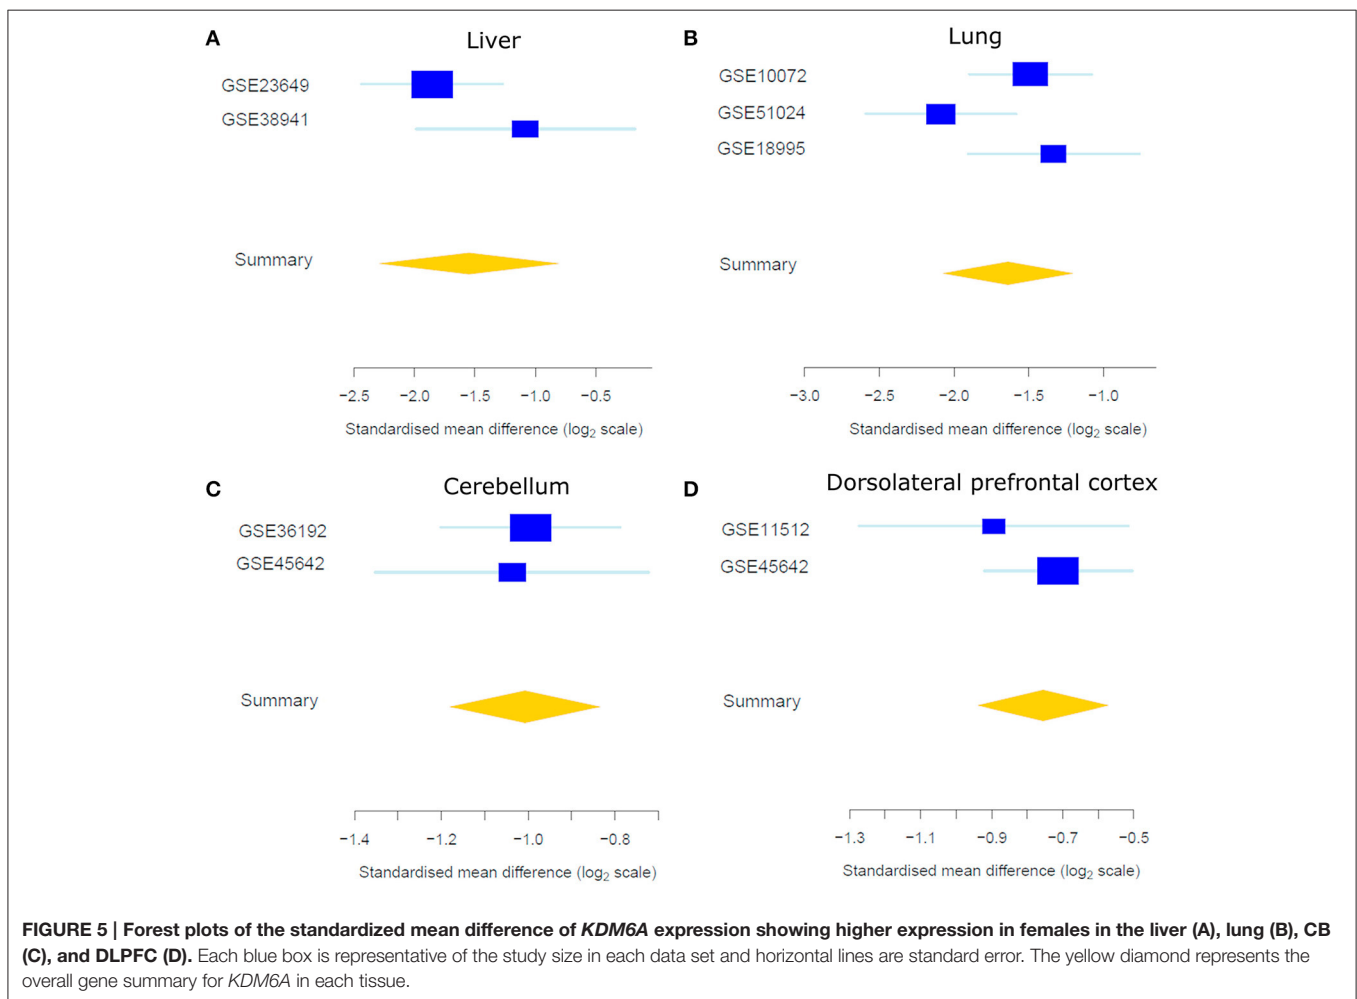 A
Liver
GSE23649
GSE38941
Summary
−2.5 −2.0 −1.5 −1.0 −0.5
Standardised mean difference (log₂ scale)
B
Lung
GSE10072
GSE51024
GSE18995
Summary
−3.0 −2.5 −2.0 −1.5 −1.0
Standardised mean difference (log₂ scale)
C
Cerebellum
GSE36192
GSE45642
Summary
−1.4 −1.2 −1.0 −0.8
Standardised mean difference (log₂ scale)
D
Dorsolateral prefrontal cortex
GSE11512
GSE45642
Summary
−1.3 −1.1 −0.9 −0.7 −0.5
Standardised mean difference (log₂ scale)
FIGURE 5 | Forest plots of the standardized mean difference of KDM6A expression showing higher expression in females in the liver (A), lung (B), CB
(C), and DLPFC (D). Each blue box is representative of the study size in each data set and horizontal lines are standard error. The yellow diamond represents the
overall gene summary for KDM6A in each tissue.